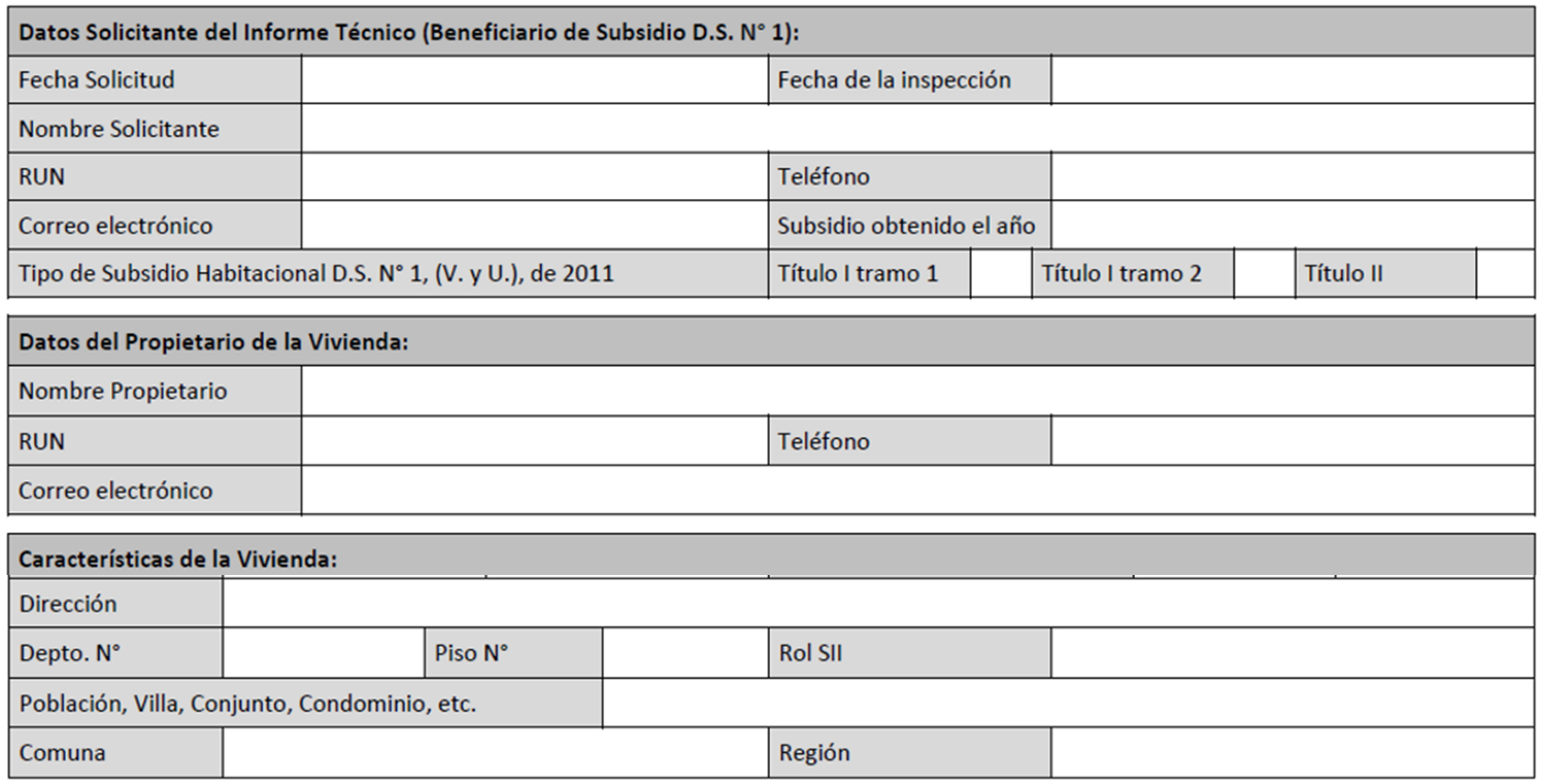 Datos Solicitante del Informe Técnico (Beneficiario de Subsidio D.S. N° 1):
Fecha Solicitud Fecha de la inspección
Nombre Solicitante
RUN Teléfono
Correo electrónico Subsidio obtenido el año
Tipo de Subsidio Habitacional D.S. N° 1, (V. y U.), de 2011 Título I tramo 1 Título I tramo 2 Título II
Datos del Propietario de la Vivienda:
Nombre Propietario
RUN Teléfono
Correo electrónico
Características de la Vivienda:
Dirección
Depto. N° Piso N° Rol SII
Población, Villa, Conjunto, Condominio, etc.
Comuna Región